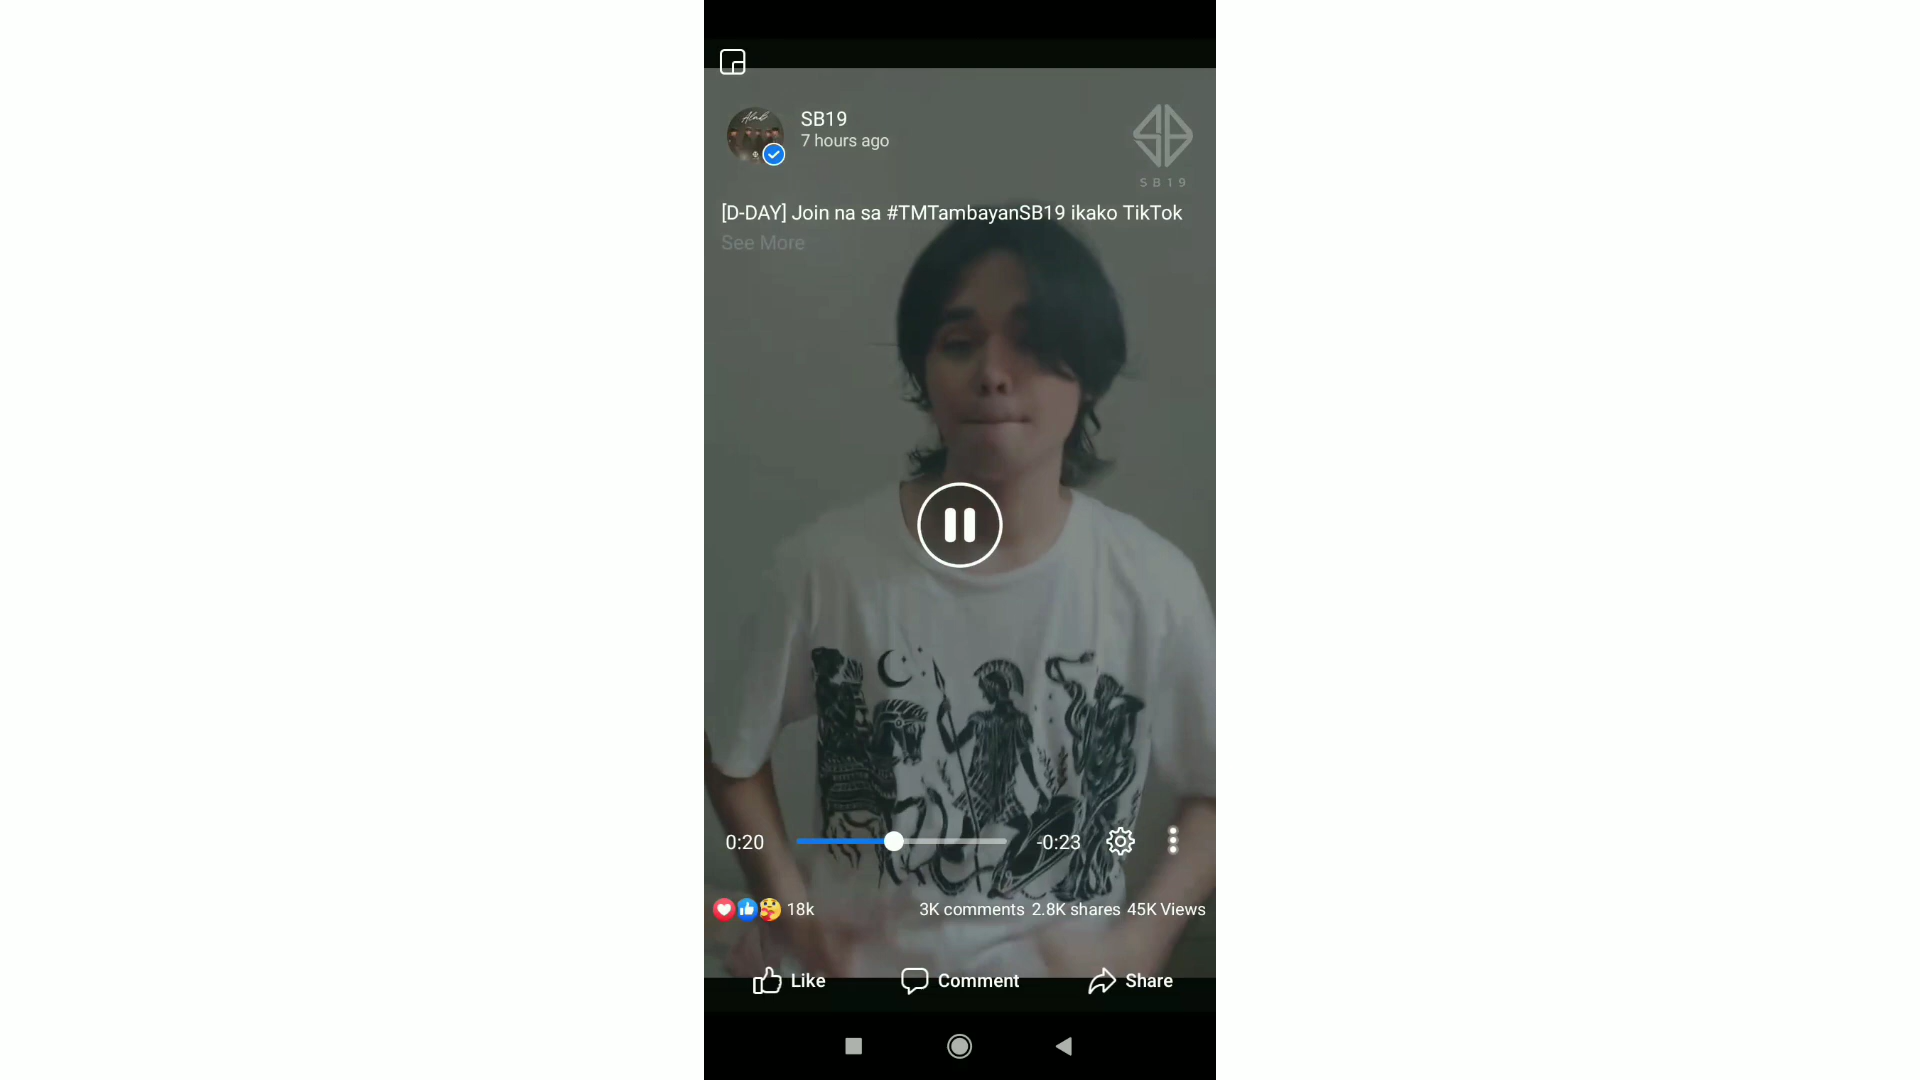 SB19
7 hours ago
SB19
[D-DAY] Join na sa #TMTambayanSB19 ikako TikTok
See More
0:20
-0:23
18k
3K comments 2.8K shares 45K Views
Like
Comment
Share